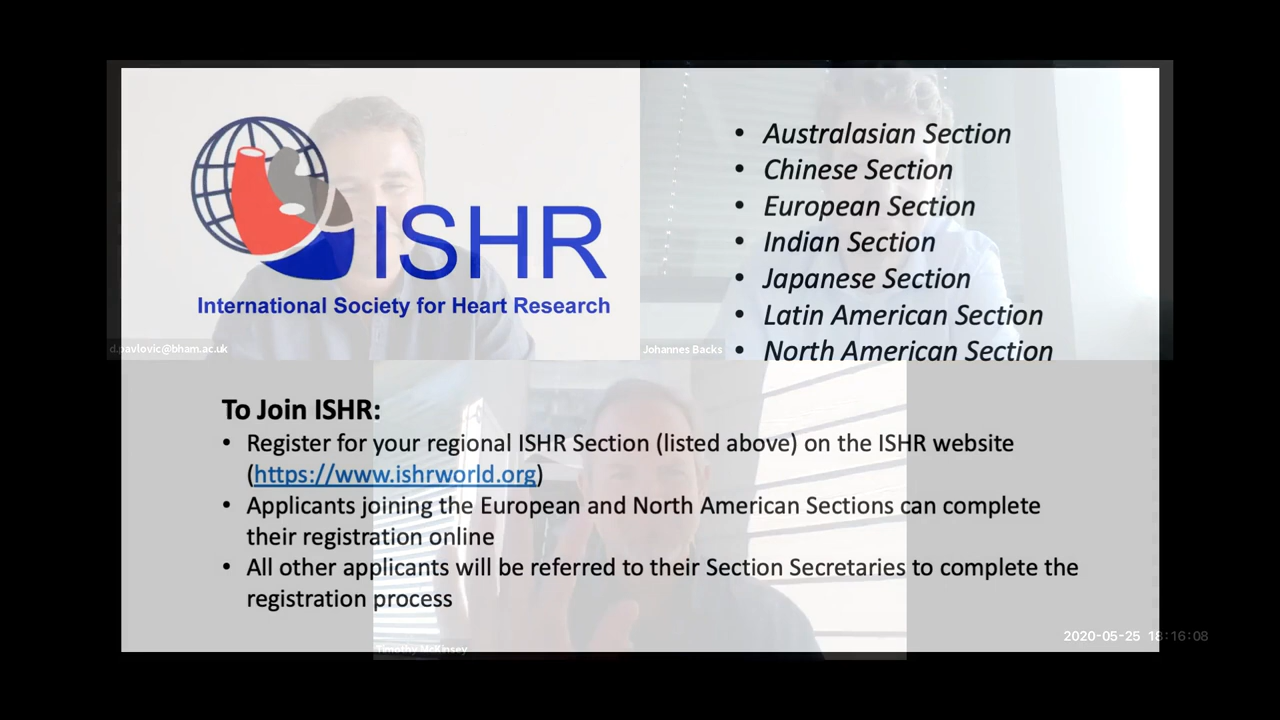 ISHR
International Society for Heart Research
• Australasian Section
• Chinese Section
• European Section
• Indian Section
• Japanese Section
• Latin American Section
• North American Section
d.pavlovic@bham.ac.uk
Johannes Backs
To Join ISHR:
• Register for your regional ISHR Section (listed above) on the ISHR website
(https://www.ishrworld.org)
• Applicants joining the European and North American Sections can complete
their registration online
• All other applicants will be referred to their Section Secretaries to complete the
registration process
2020-05-25 18:16:08
Timothy McKinsey